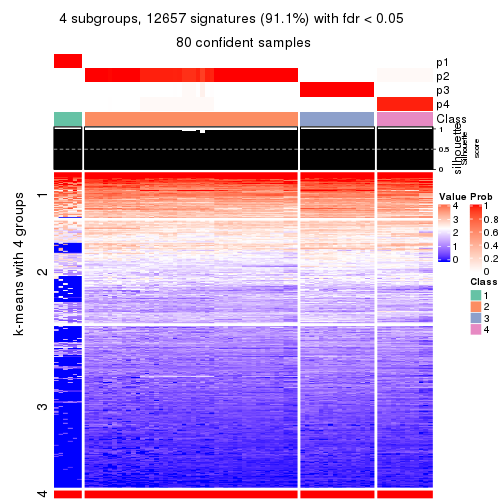 4 subgroups, 12657 signatures (91.1%) with fdr < 0.05
80 confident samples
p1
p2
p3
p4
Class
1
0.5
0
silhouette
Silhouette
score
k-means with 4 groups
1
2
3
4
Value
4
3
2
1
0
Prob
1
0.8
0.6
0.4
0.2
0
Class
1
2
3
4